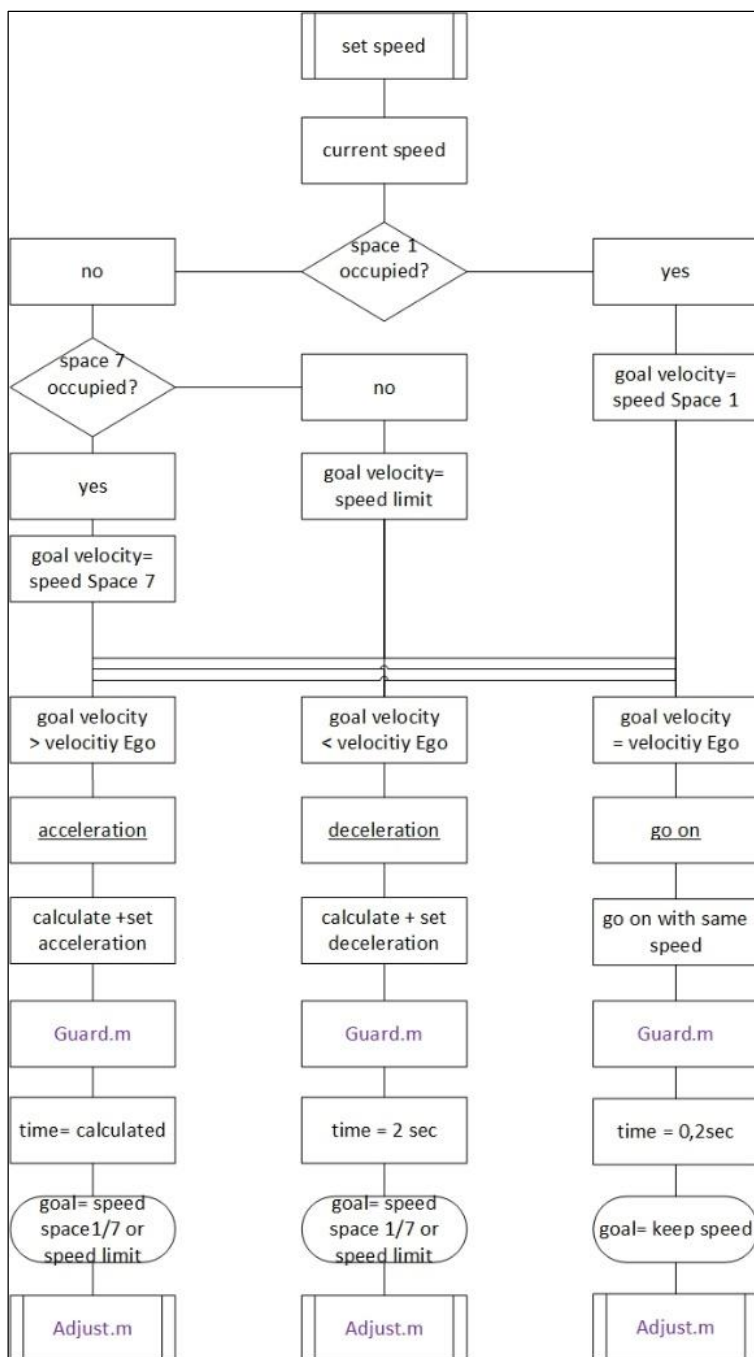 set speed
current speed
space 1
occupied?
no
yes
space 7
occupied?
no
goal velocity=
speed Space 1
yes
goal velocity=
speed limit
goal velocity=
speed Space 7
goal velocity
> velocitiy Ego
goal velocity
< velocitiy Ego
goal velocity
= velocitiy Ego
acceleration
deceleration
go on
calculate +set
acceleration
calculate + set
deceleration
go on with same
speed
Guard.m
Guard.m
Guard.m
time= calculated
time = 2 sec
time = 0,2sec
goal= speed
space1/7 or
speed limit
goal= speed
space 1/7 or
speed limit
goal= keep speed
Adjust.m
Adjust.m
Adjust.m